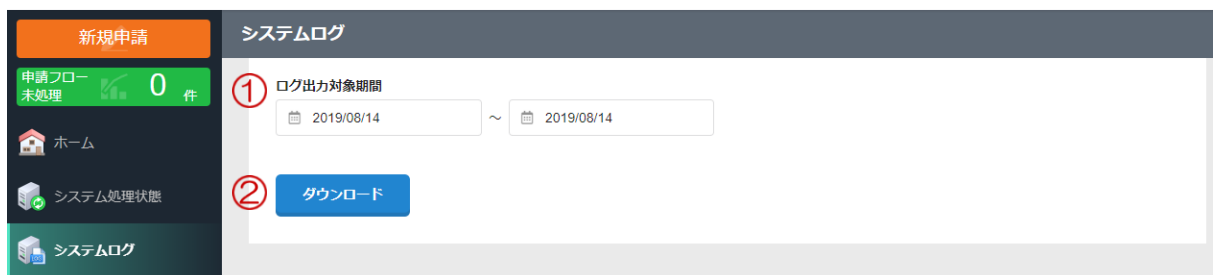 新規申請
申請フロー
未処理
0 件
ホーム
システム処理状態
システムログ
システムログ
① ログ出力対象期間
2019/08/14 ～ 2019/08/14
② ダウンロード